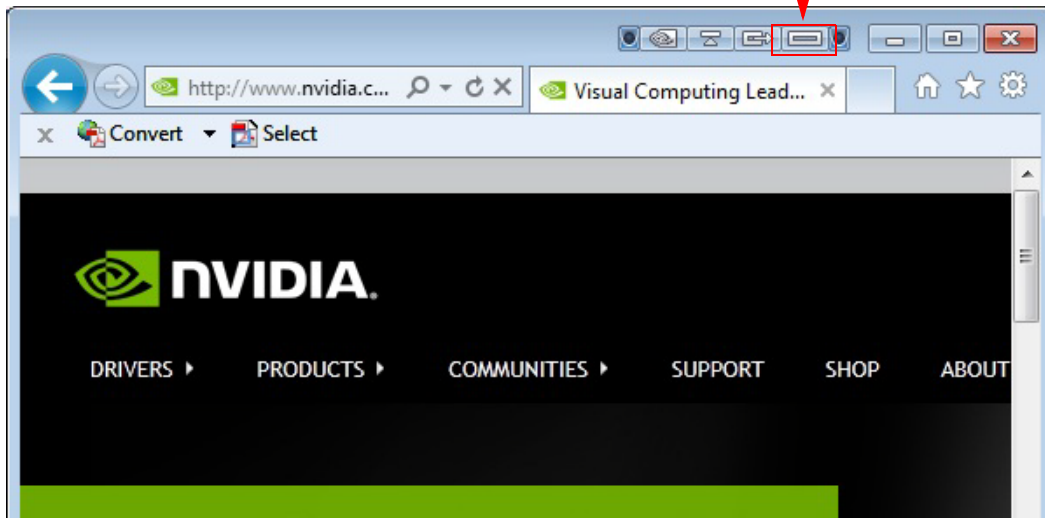 http://www.nvidia.c...
Visual Computing Lead...
Convert
Select
NVIDIA.
DRIVERS
PRODUCTS
COMMUNITIES
SUPPORT
SHOP
ABOUT